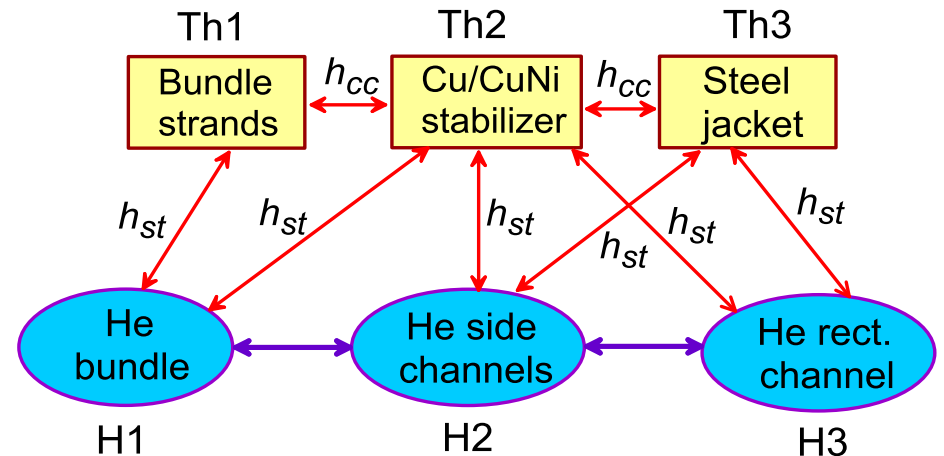 Th1
Th2
Th3
Bundle
strands
hcc
Cu/CuNi
stabilizer
hcc
Steel
jacket
hst
hst
hst
hst
hst
hst
He
bundle
He side
channels
He rect.
channel
H1
H2
H3